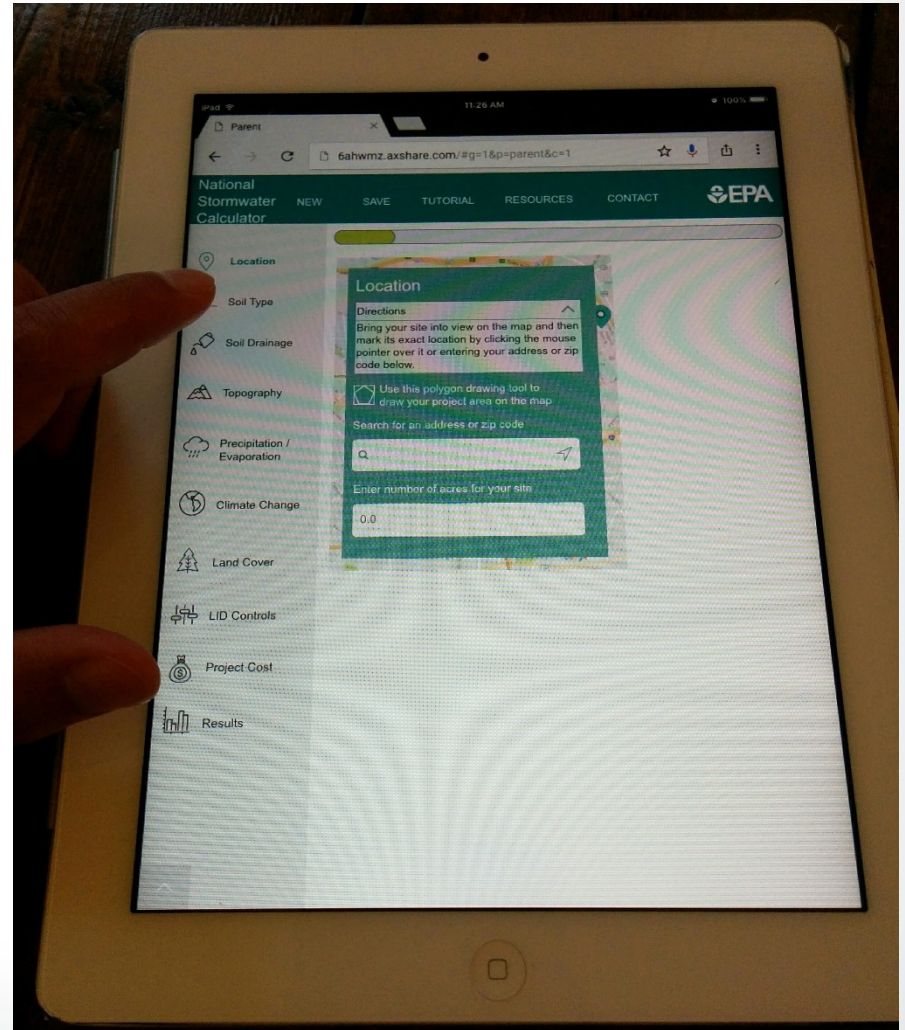 iPad
11:26 AM
100%
Parent
6ahwmz.axshare.com/#g=1&p=parent&c=1
National
Stormwater
Calculator
NEW
SAVE
TUTORIAL
RESOURCES
CONTACT
EPA
Location
Soil Type
Soil Drainage
Topography
Precipitation /
Evaporation
Climate Change
Land Cover
LID Controls
Project Cost
Results
Location
Directions
Bring your site into view on the map and then
mark its exact location by clicking the mouse
pointer over it or entering your address or zip
code below.
Use this polygon drawing tool to
draw your project area on the map
Search for an address or zip code
Enter number of acres for your site
0.0